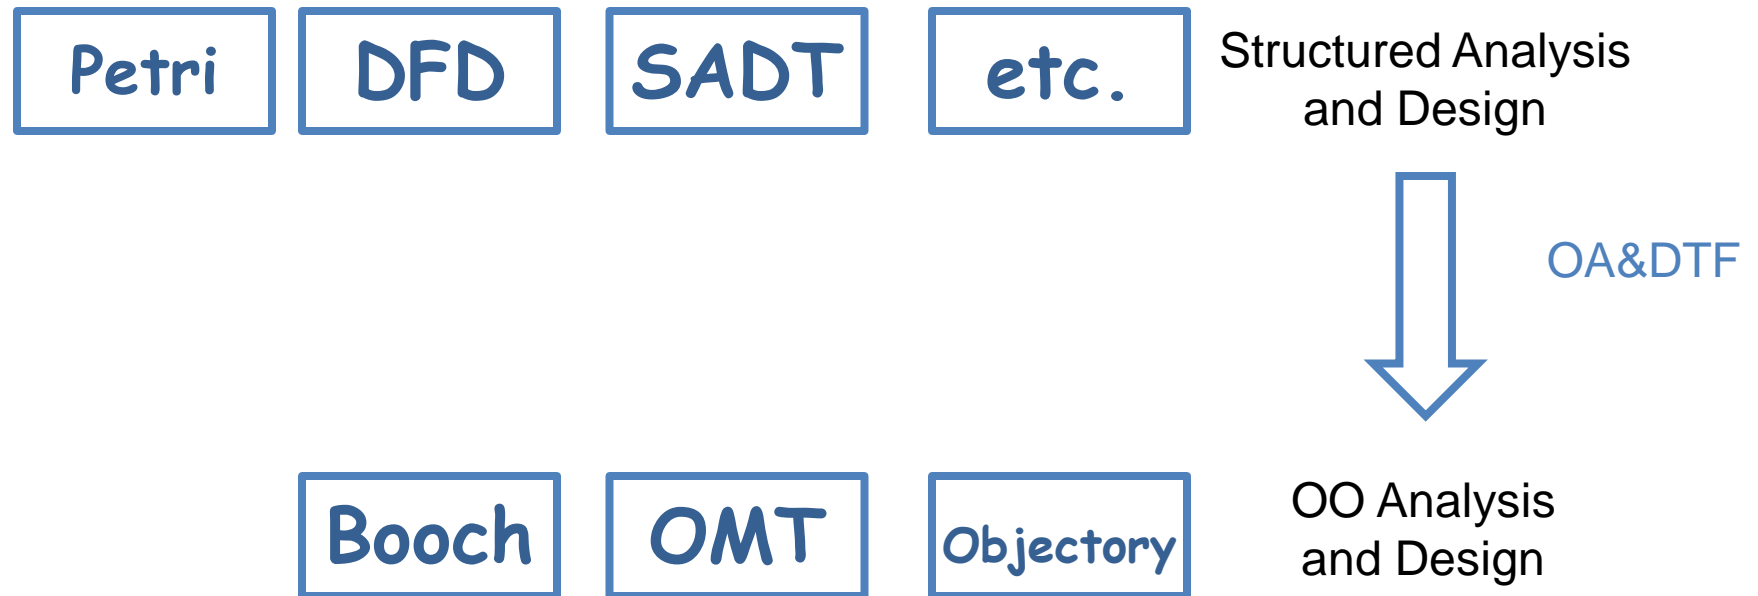 Petri
DFD
SADT
etc.
Structured Analysis
and Design
OA&DTF
Booch
OMT
Objectory
OO Analysis
and Design